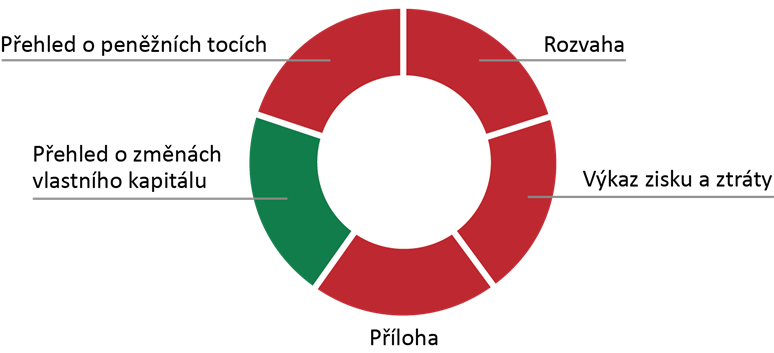 Přehled o peněžních tocích
Rozvaha
Přehled o změnách
vlastního kapitálu
Výkaz zisku a ztráty
Příloha